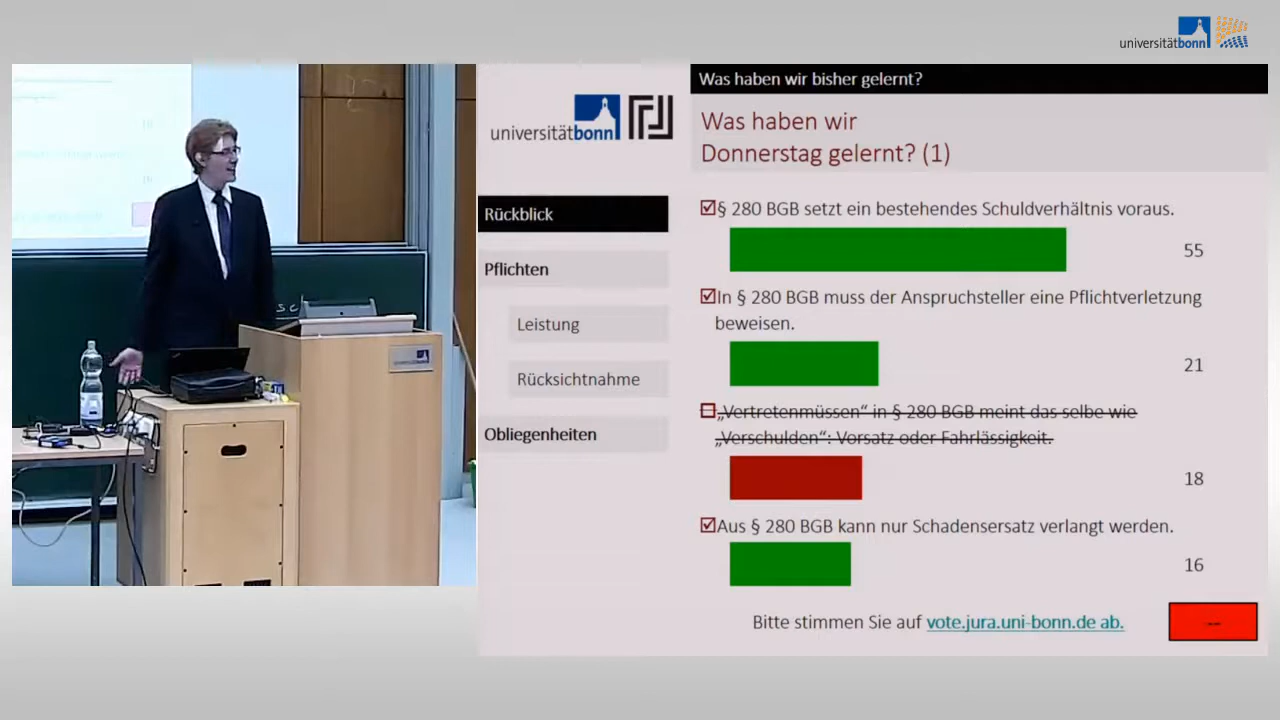 universitätbonn
Was haben wir bisher gelernt?
universitätbonn
Was haben wir
Donnerstag gelernt? (1)
Rückblick
Pflichten
Leistung
Rücksichtnahme
Obliegenheiten
§ 280 BGB setzt ein bestehendes Schuldverhältnis voraus.
55
In § 280 BGB muss der Anspruchsteller eine Pflichtverletzung
beweisen.
21
„Vertretenmüssen“ in § 280 BGB meint das selbe wie
„Verschulden“: Vorsatz oder Fahrlässigkeit.
18
Aus § 280 BGB kann nur Schadensersatz verlangt werden.
16
Bitte stimmen Sie auf vote.jura.uni-bonn.de ab.